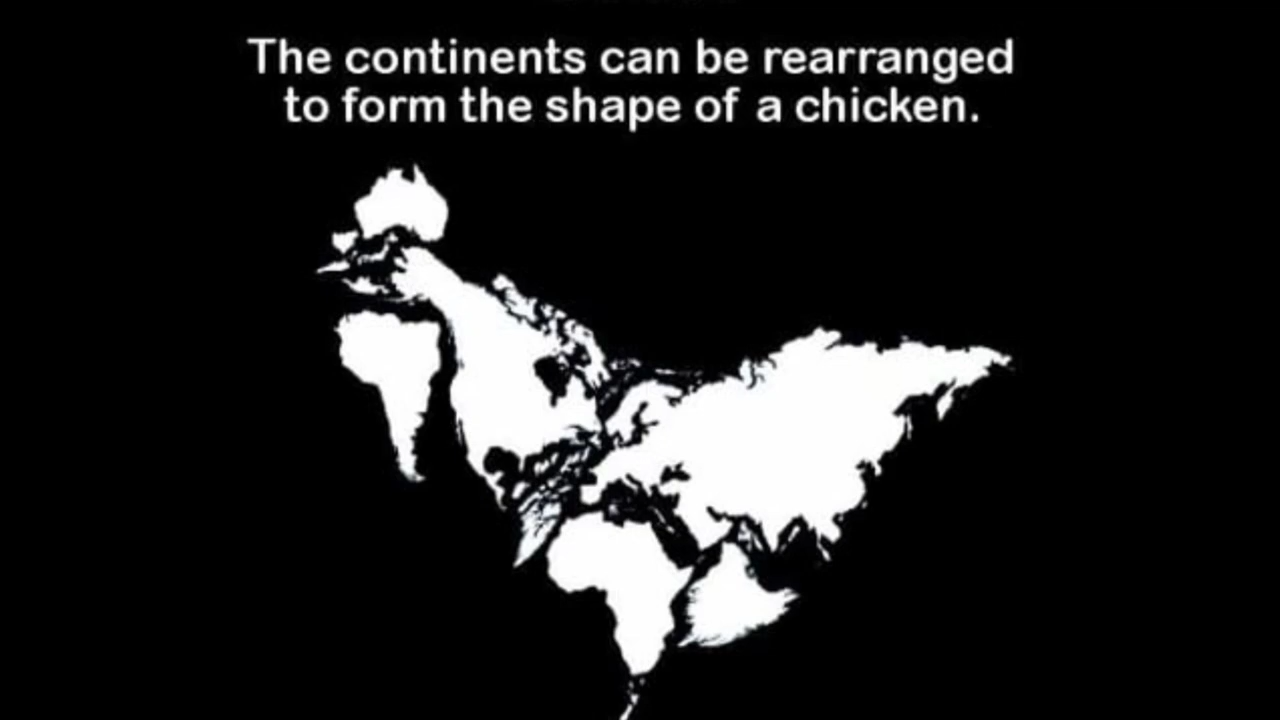 The continents can be rearranged
to form the shape of a chicken.